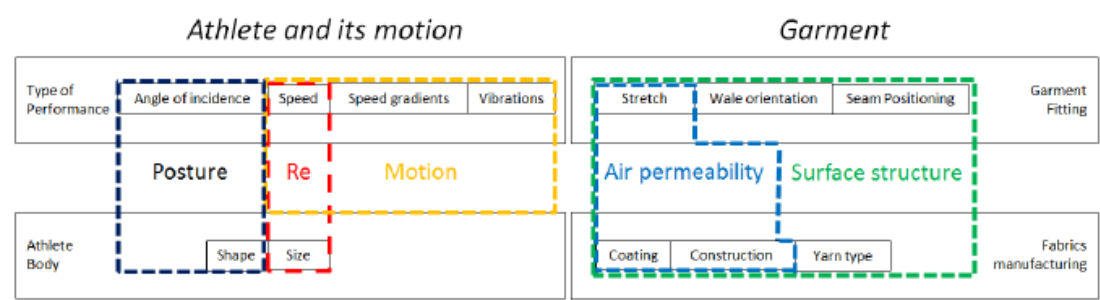 Athlete and its motion
Garment
Type of
Performance
Angle of incidence
Speed
Speed gradients
Vibrations
Stretch
Wale orientation
Seam Positioning
Garment
Fitting
Posture
Re
Motion
Air permeability
Surface structure
Athlete
Body
Shape
Size
Coating
Construction
Yarn type
Fabrics
manufacturing